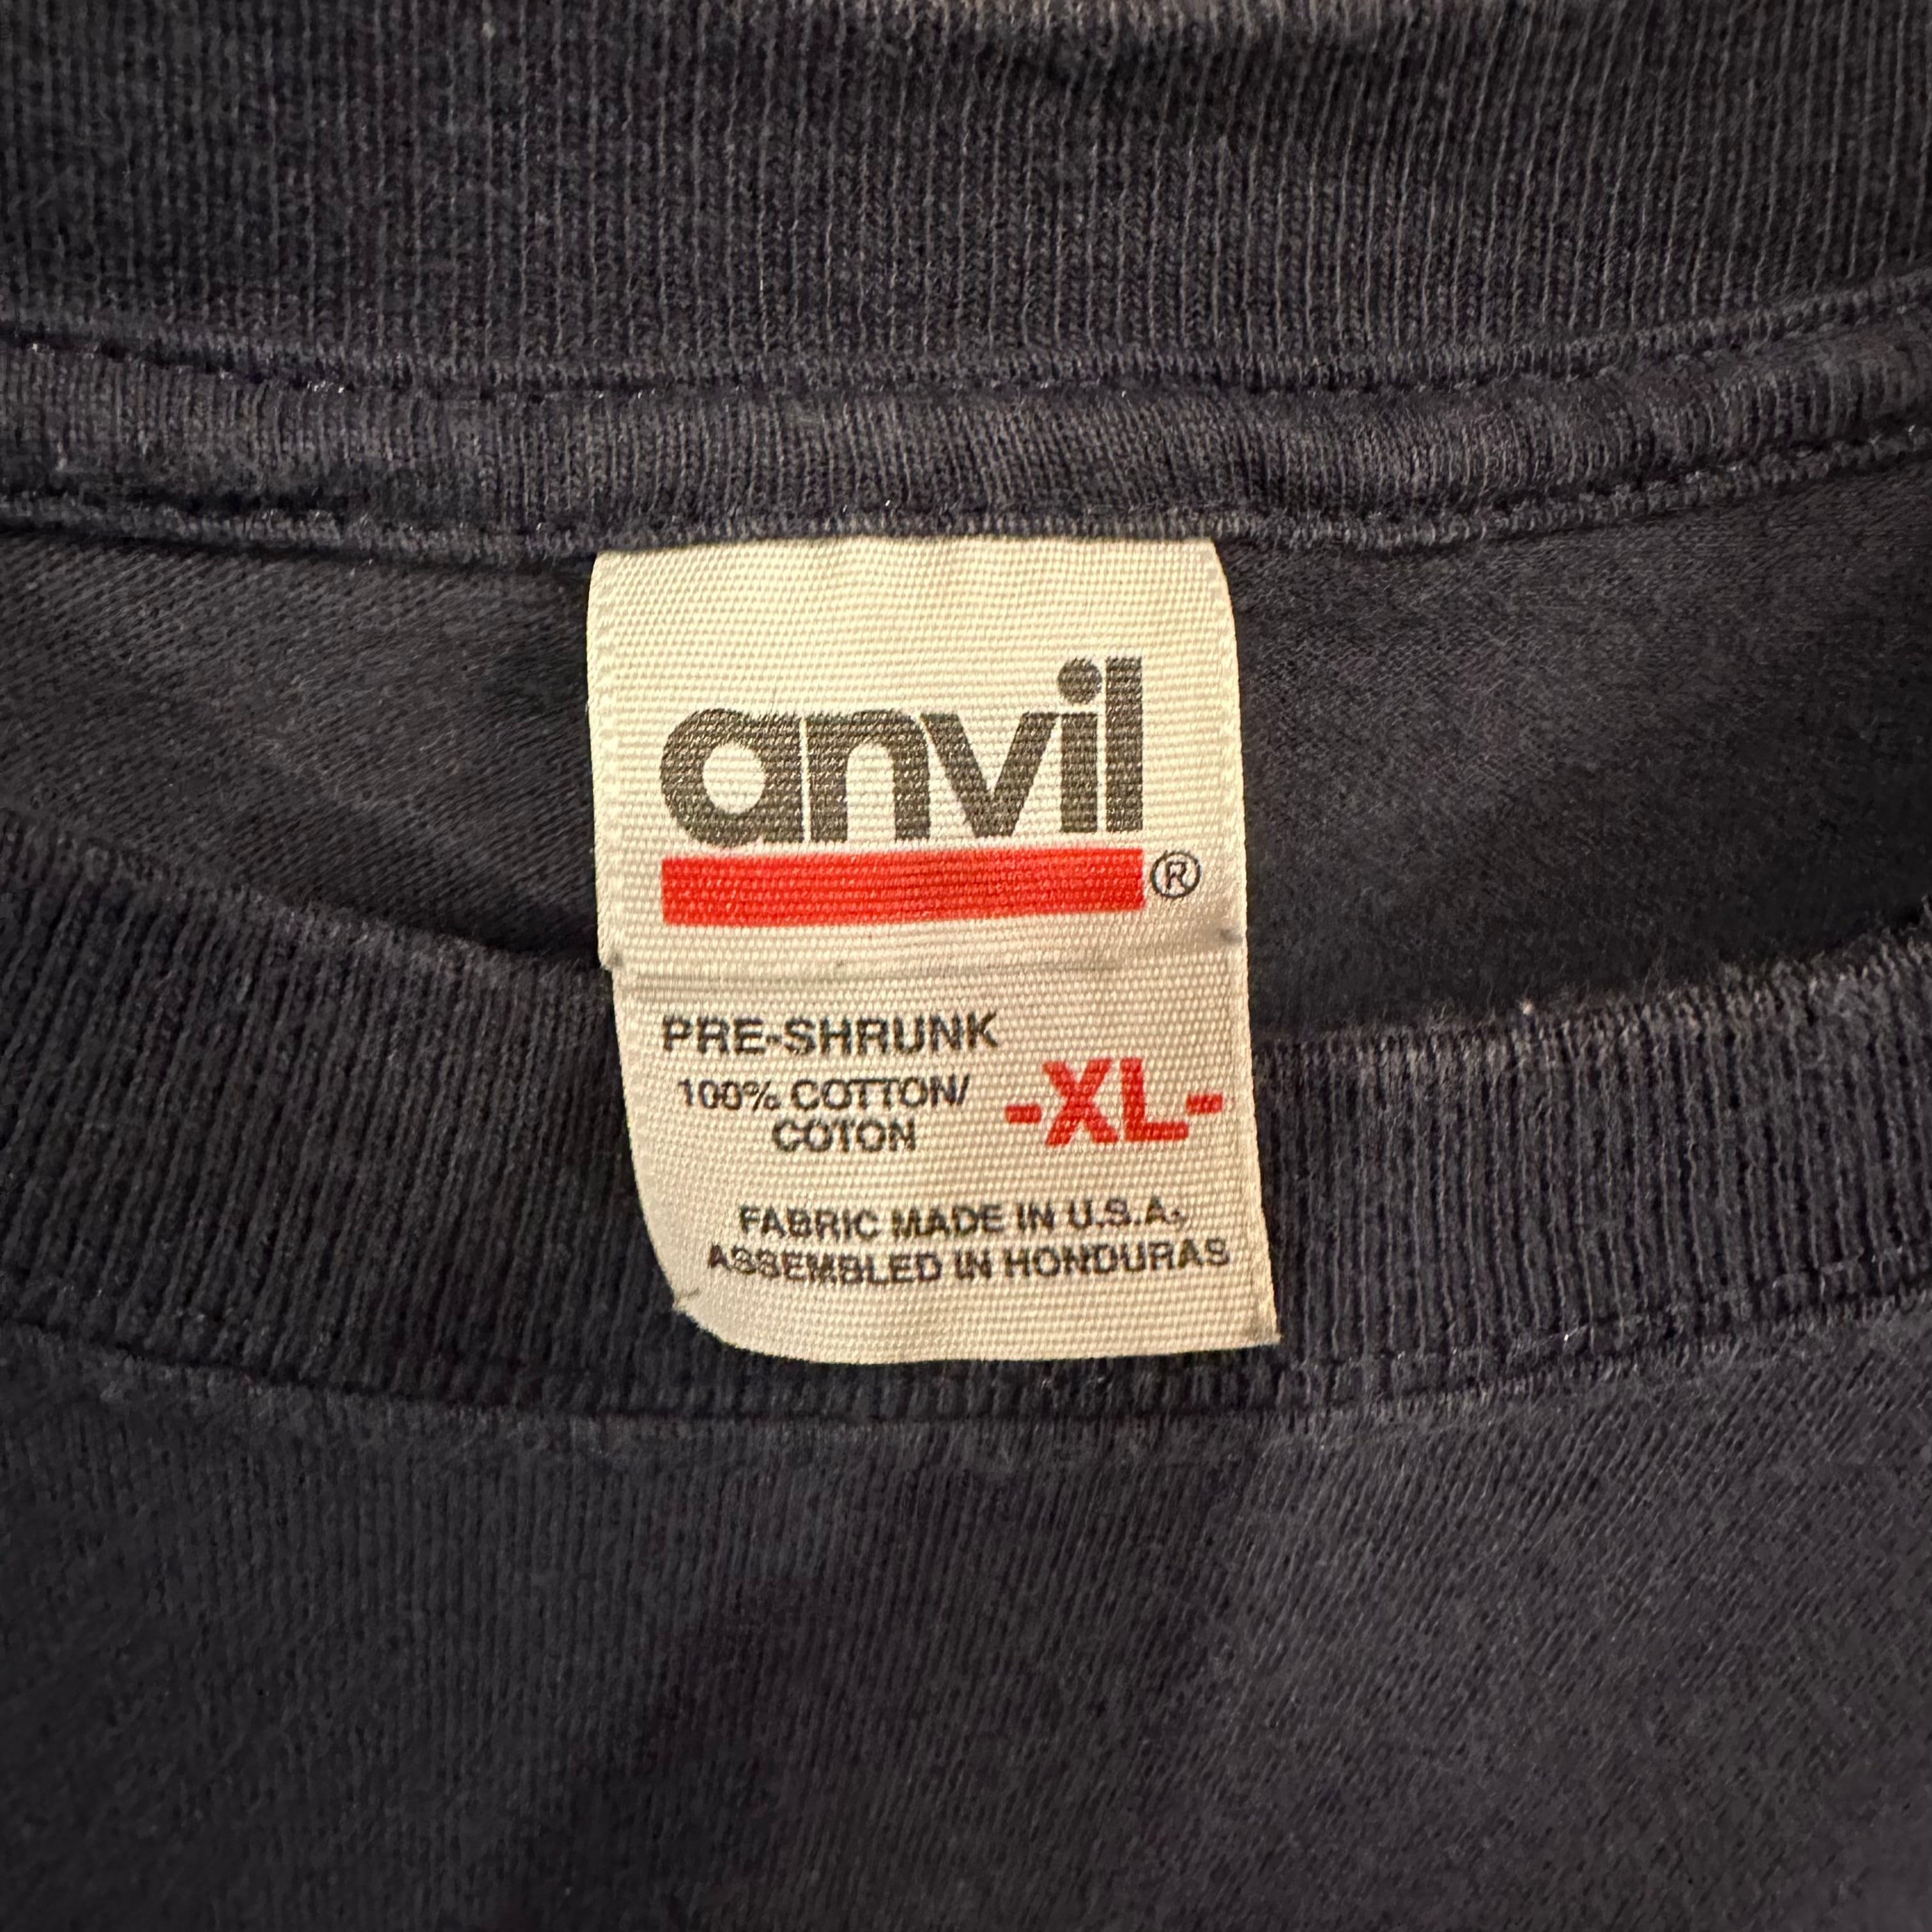 anvil
®
PRE-SHRUNK
100% COTTON/
COTON
-XL-
FABRIC MADE IN U.S.A.,
ASSEMBLED IN HONDURAS